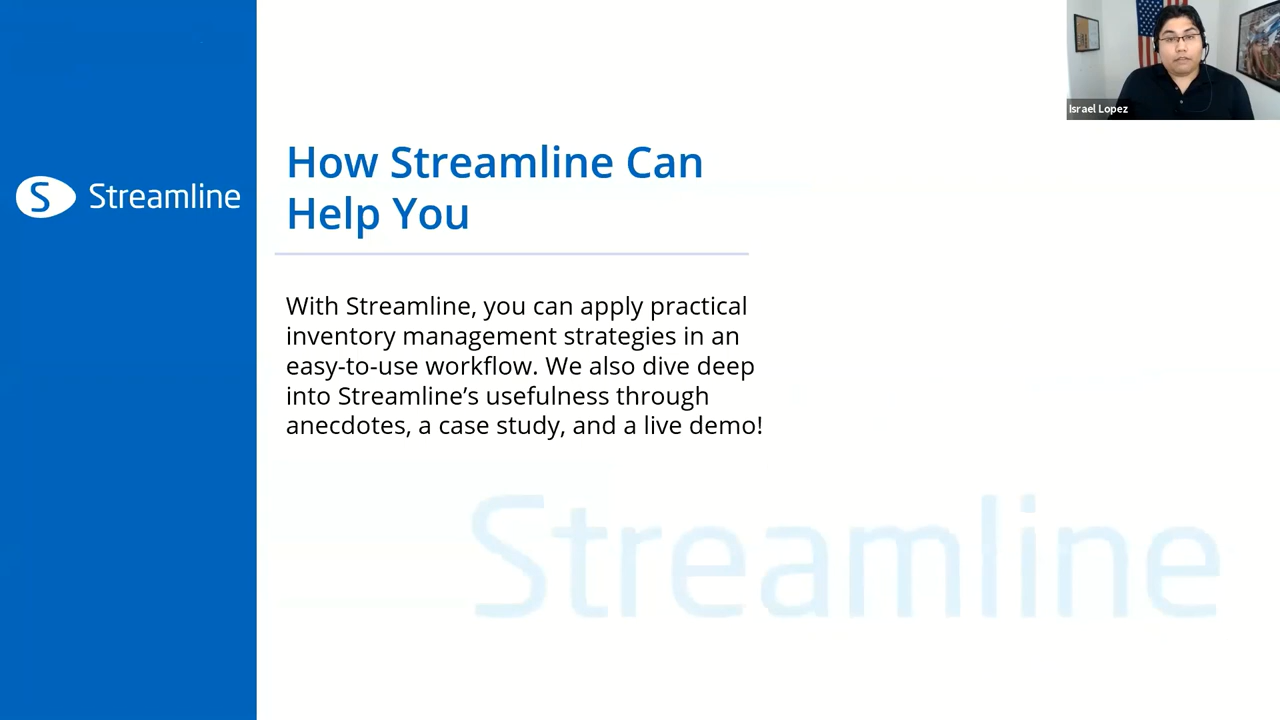 Israel Lopez
How Streamline Can
Help You
S Streamline
With Streamline, you can apply practical
inventory management strategies in an
easy-to-use workflow. We also dive deep
into Streamline’s usefulness through
anecdotes, a case study, and a live demo!
Streamline